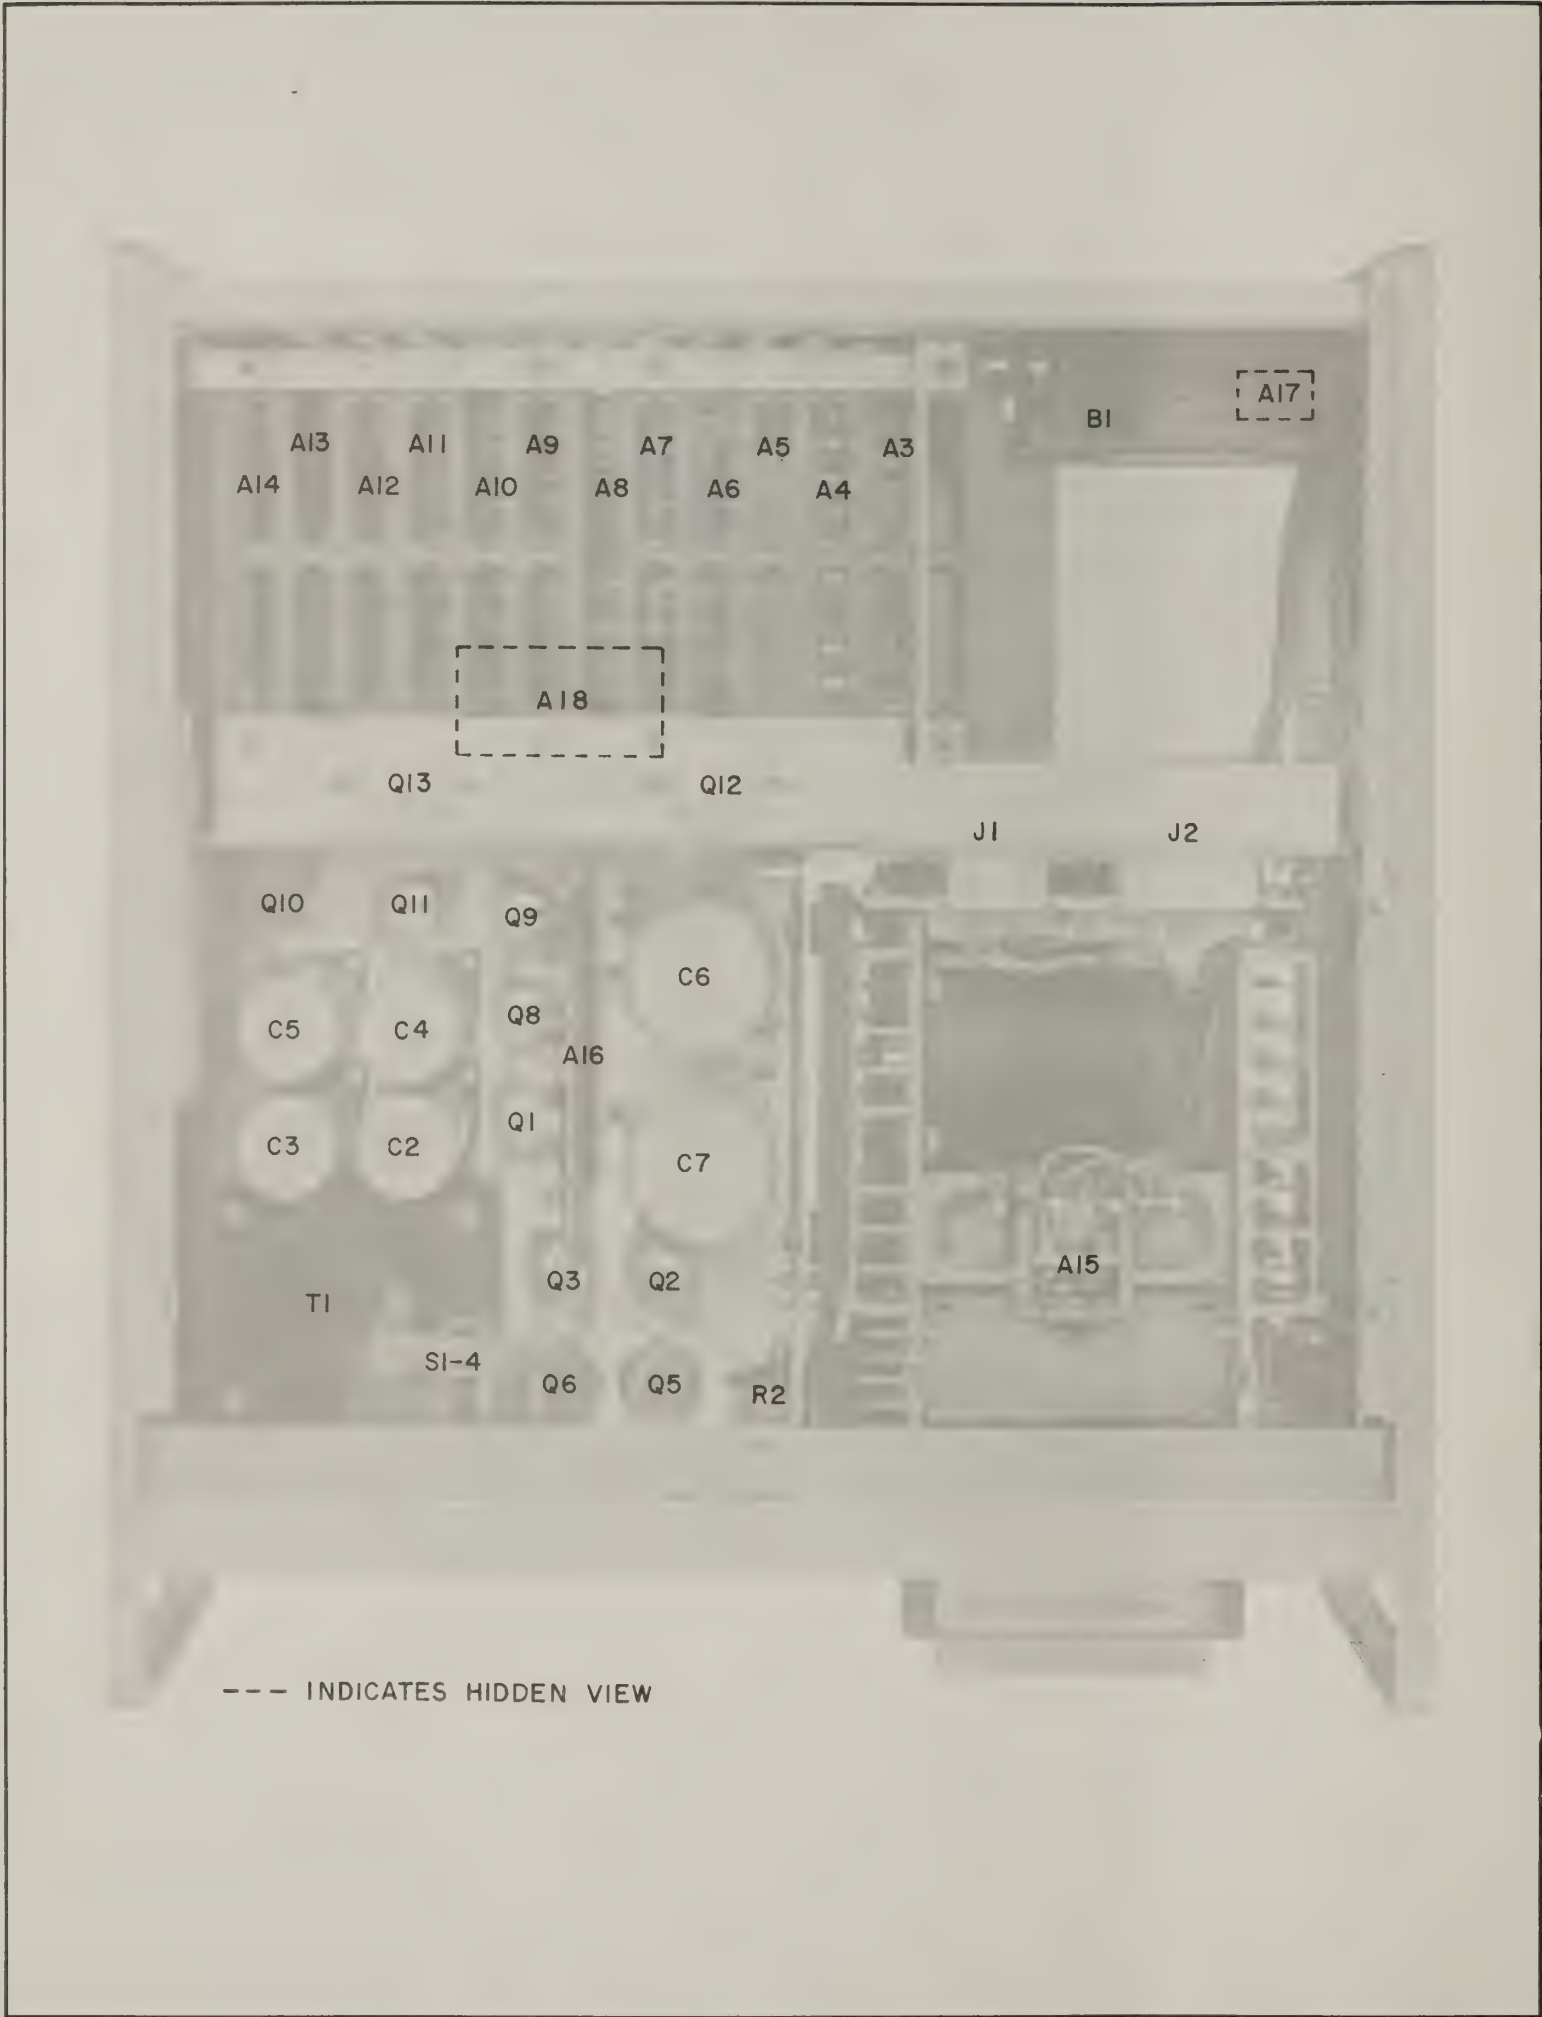 A17
B1
A13 A11 A9 A7 A5 A3
A14 A12 A10 A8 A6 A4
A18
Q13 Q12
J1 J2
Q10 Q11 Q9
C6
C5 C4 Q8
A16
C3 C2 Q1
C7
A15
Q3 Q2
T1
S1-4
Q6 Q5 R2
--- INDICATES HIDDEN VIEW